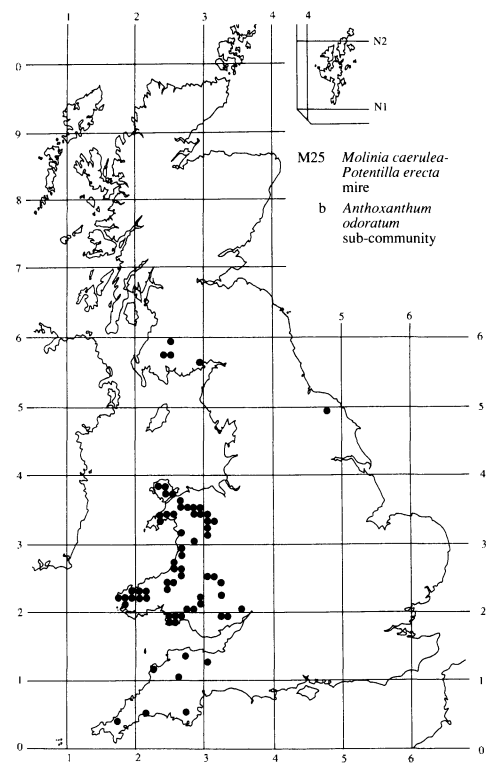 1 2 3 4
N2
N1
0
9
M25 Molinia caerulea-
Potentilla erecta
mire
8
b Anthoxanthum
odoratum
sub-community
7
5 6
6 6
5 5
4 4
3 3
2 2
1 1
0 0
1 2 3 4 5 6